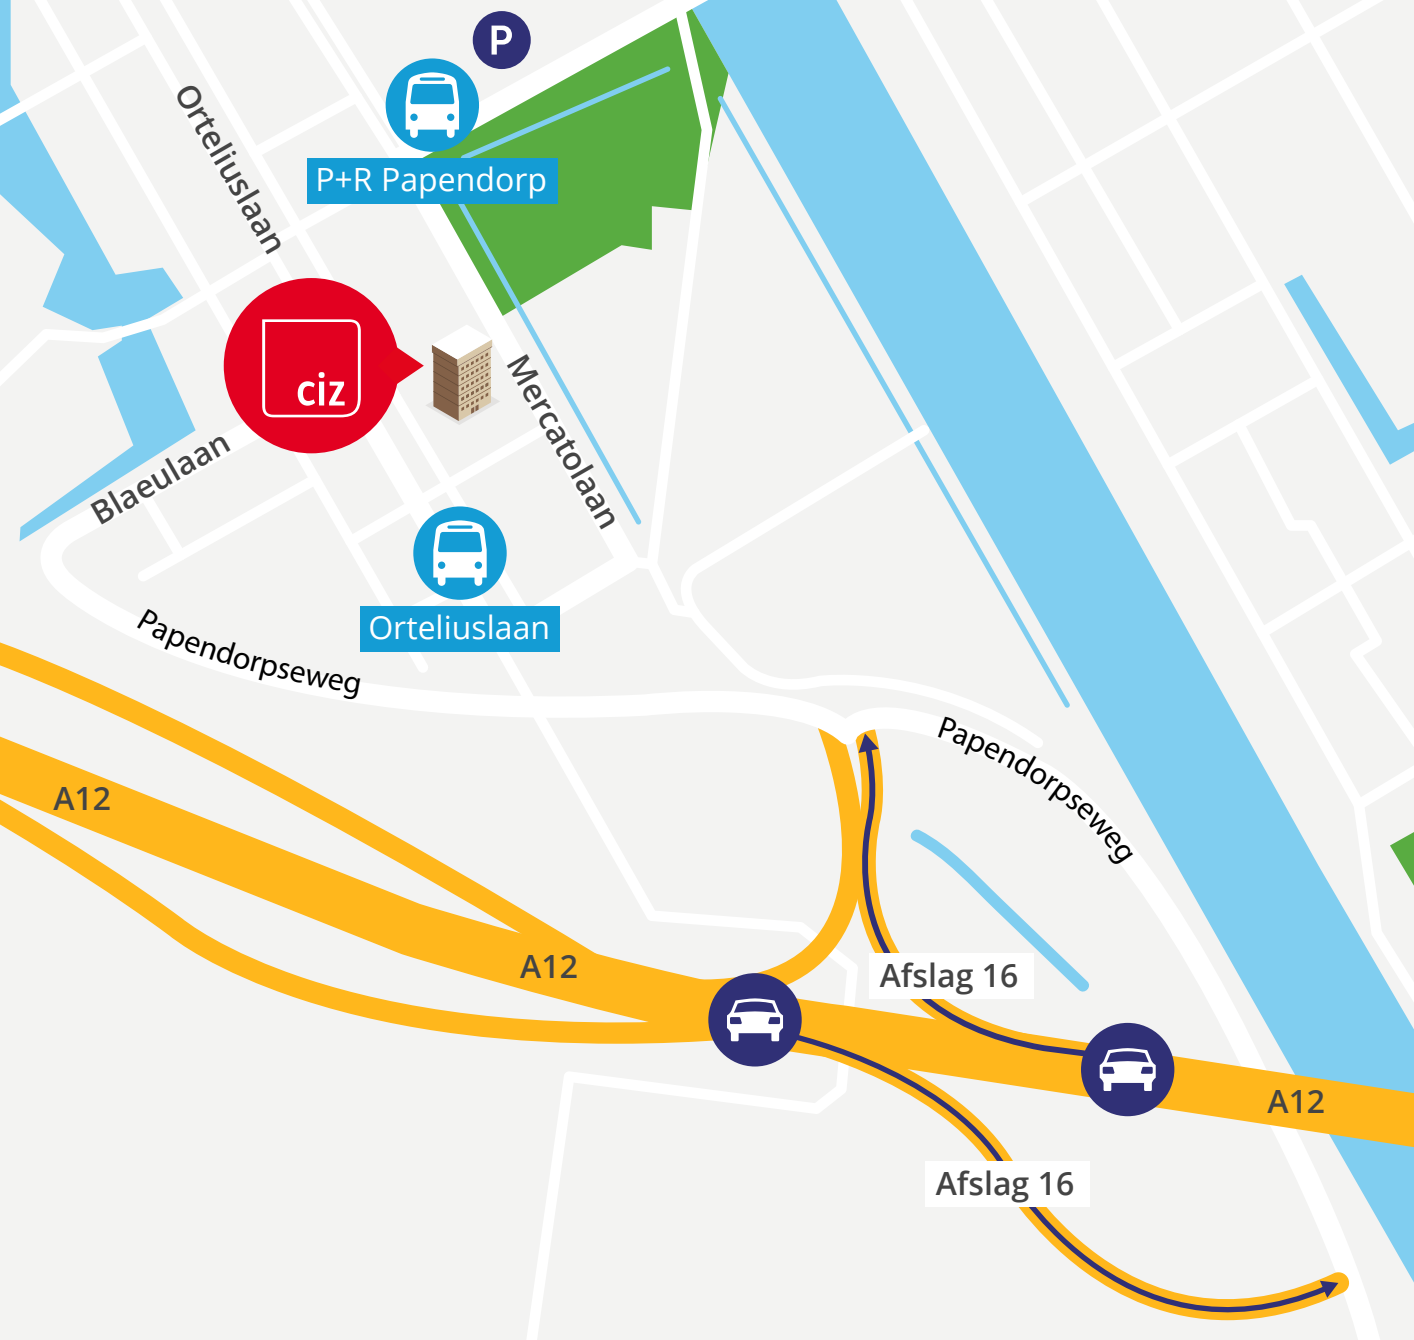 P
Orteliuslaan
P+R Papendorp
ciz
Mercatolaan
Blaeulaan
Orteliuslaan
Papendorpseweg
Papendorpseweg
A12
A12
Afslag 16
A12
Afslag 16